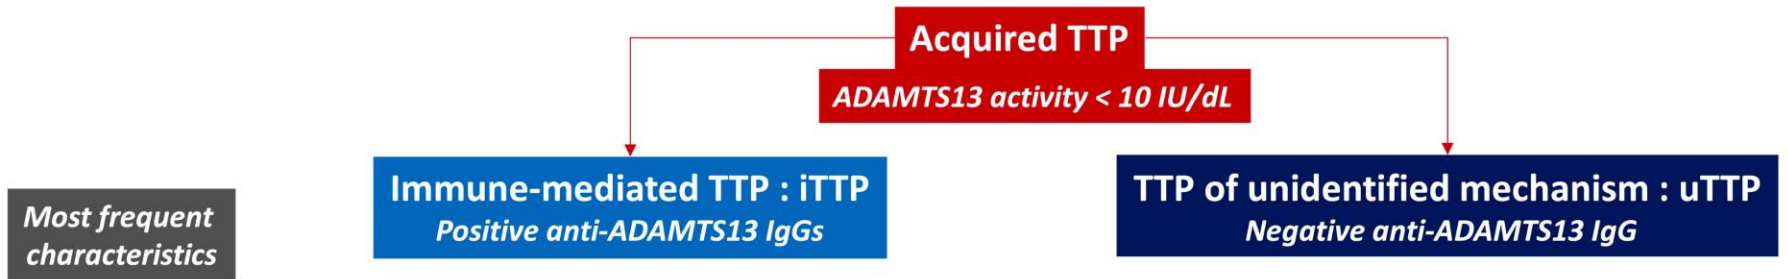 Acquired TTP
ADAMTS13 activity < 10 IU/dL
Immune-mediated TTP : iTTP
Positive anti-ADAMTS13 IgGs
TTP of unidentified mechanism : uTTP
Negative anti-ADAMTS13 IgG
Most frequent
characteristics